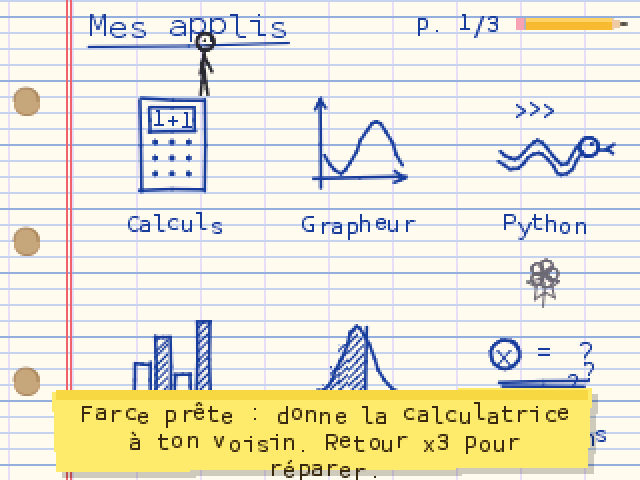 Mes applis
p. 1/3
1+1
>>>
Calculs
Grapheur
Python
x = ?
?
Farce prête : donne la calculatrice
à ton voisin. Retour x3 pour
réparer.